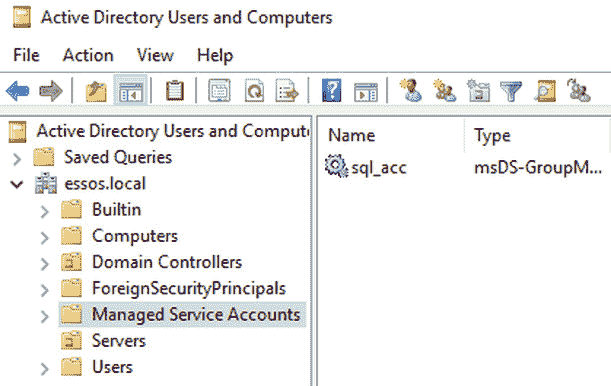 Active Directory Users and Computers
File Action View Help
Active Directory Users and Comput
Name Type
Saved Queries
sql_acc msDS-GroupM...
essos.local
Builtin
Computers
Domain Controllers
ForeignSecurityPrincipals
Managed Service Accounts
Servers
Users